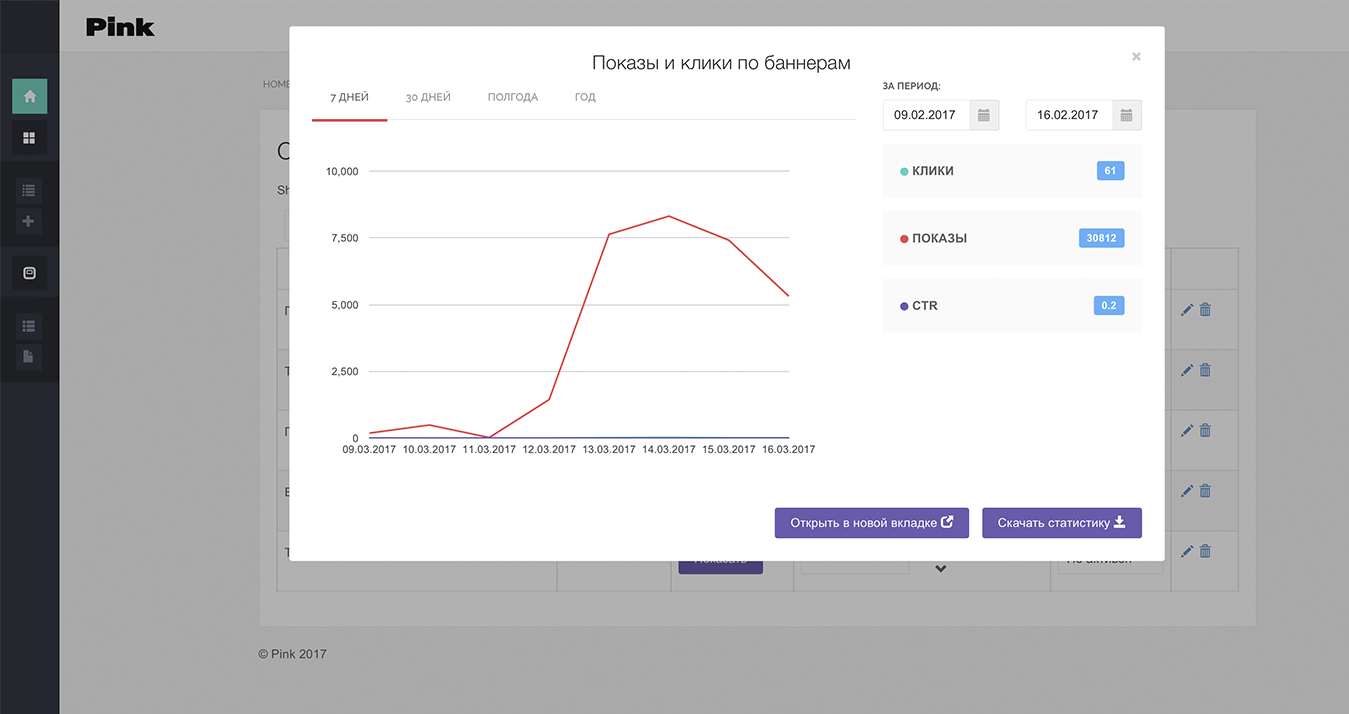 Pink
HOME
Показы и клики по баннерам
×
7 ДНЕЙ 30 ДНЕЙ ПОЛГОДА ГОД
ЗА ПЕРИОД:
09.02.2017 16.02.2017
КЛИКИ 61
ПОКАЗЫ 30812
CTR 0.2
10,000
7,500
5,000
2,500
0
09.03.2017 10.03.2017 11.03.2017 12.03.2017 13.03.2017 14.03.2017 15.03.2017 16.03.2017
Открыть в новой вкладке Скачать статистику
© Pink 2017